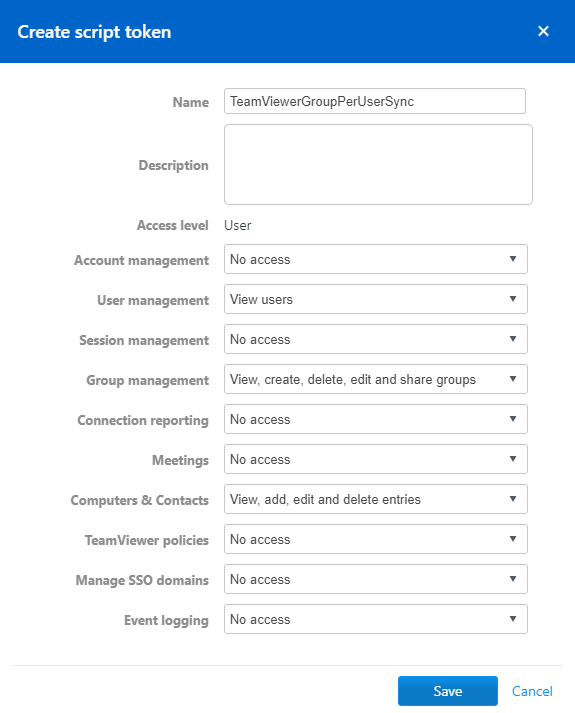 Create script token ×
Name TeamViewerGroupPerUserSync
Description
Access level User
Account management No access
User management View users
Session management No access
Group management View, create, delete, edit and share groups
Connection reporting No access
Meetings No access
Computers & Contacts View, add, edit and delete entries
TeamViewer policies No access
Manage SSO domains No access
Event logging No access
Save Cancel